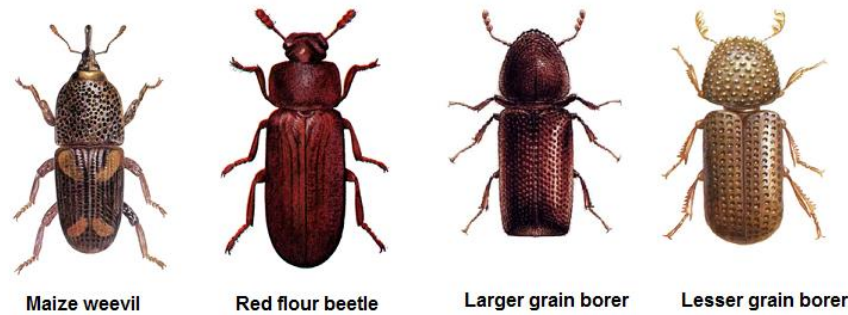 Maize weevil
Red flour beetle
Larger grain borer
Lesser grain borer